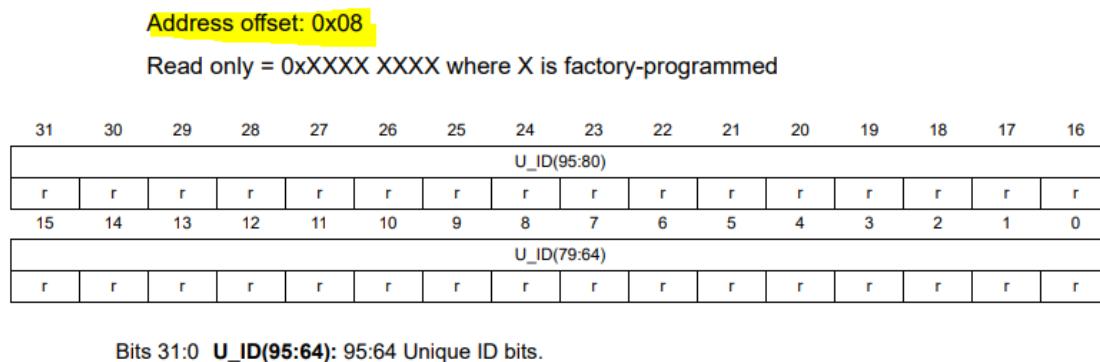 Address offset: 0x08
Read only = 0xXXXX XXXX where X is factory-programmed
31 30 29 28 27 26 25 24 23 22 21 20 19 18 17 16
U_ID(95:80)
r r r r r r r r r r r r r r r r
15 14 13 12 11 10 9 8 7 6 5 4 3 2 1 0
U_ID(79:64)
r r r r r r r r r r r r r r r r
Bits 31:0 U_ID(95:64): 95:64 Unique ID bits.